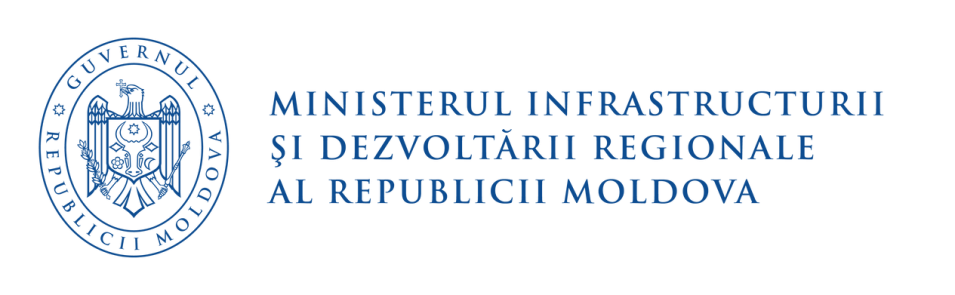 GUVERNUL
REPUBLICII MOLDOVA
MINISTERUL INFRASTRUCTURII
ŞI DEZVOLTĂRII REGIONALE
AL REPUBLICII MOLDOVA